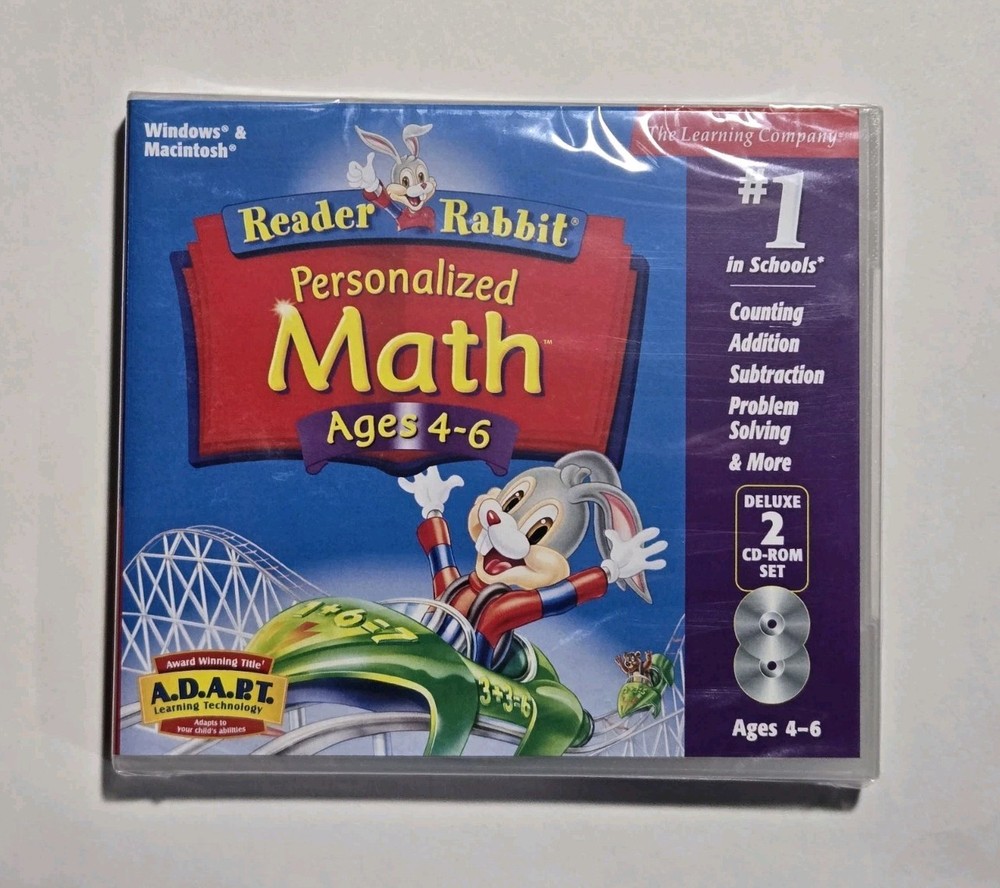 Windows® &
Macintosh®
The Learning Company®
Reader Rabbit®
Personalized
Math™
Ages 4-6
#1
in Schools*
Counting
Addition
Subtraction
Problem
Solving
& More
DELUXE
2
CD-ROM
SET
Ages 4–6
1+6=7
3+3=6
Award Winning Title†
A.D.A.P.T.
Learning Technology
Adapts to
your child's abilities